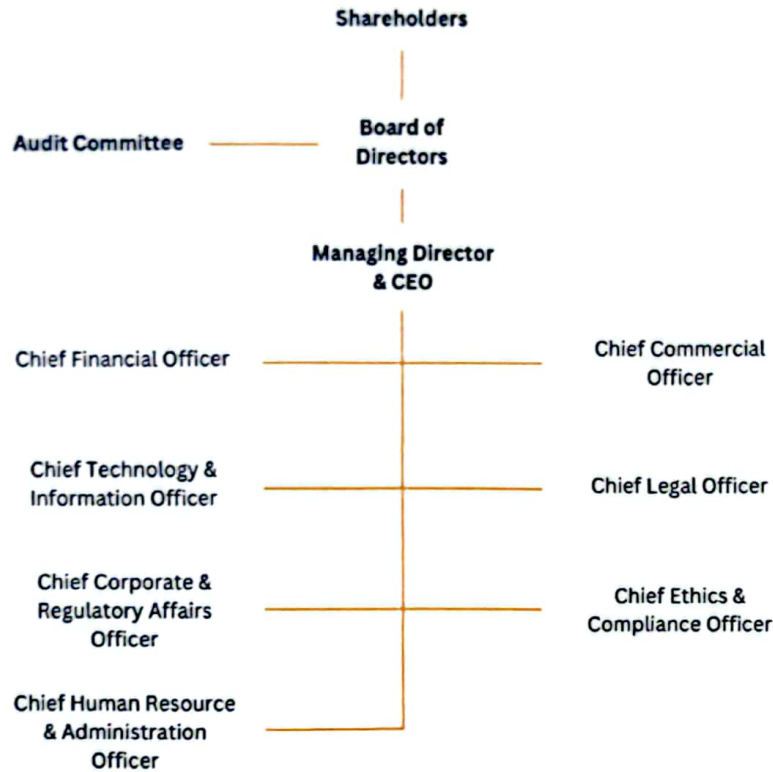 Shareholders
Audit Committee
Board of
Directors
Managing Director
& CEO
Chief Financial Officer
Chief Commercial
Officer
Chief Technology &
Information Officer
Chief Legal Officer
Chief Corporate &
Regulatory Affairs
Officer
Chief Ethics &
Compliance Officer
Chief Human Resource
& Administration
Officer